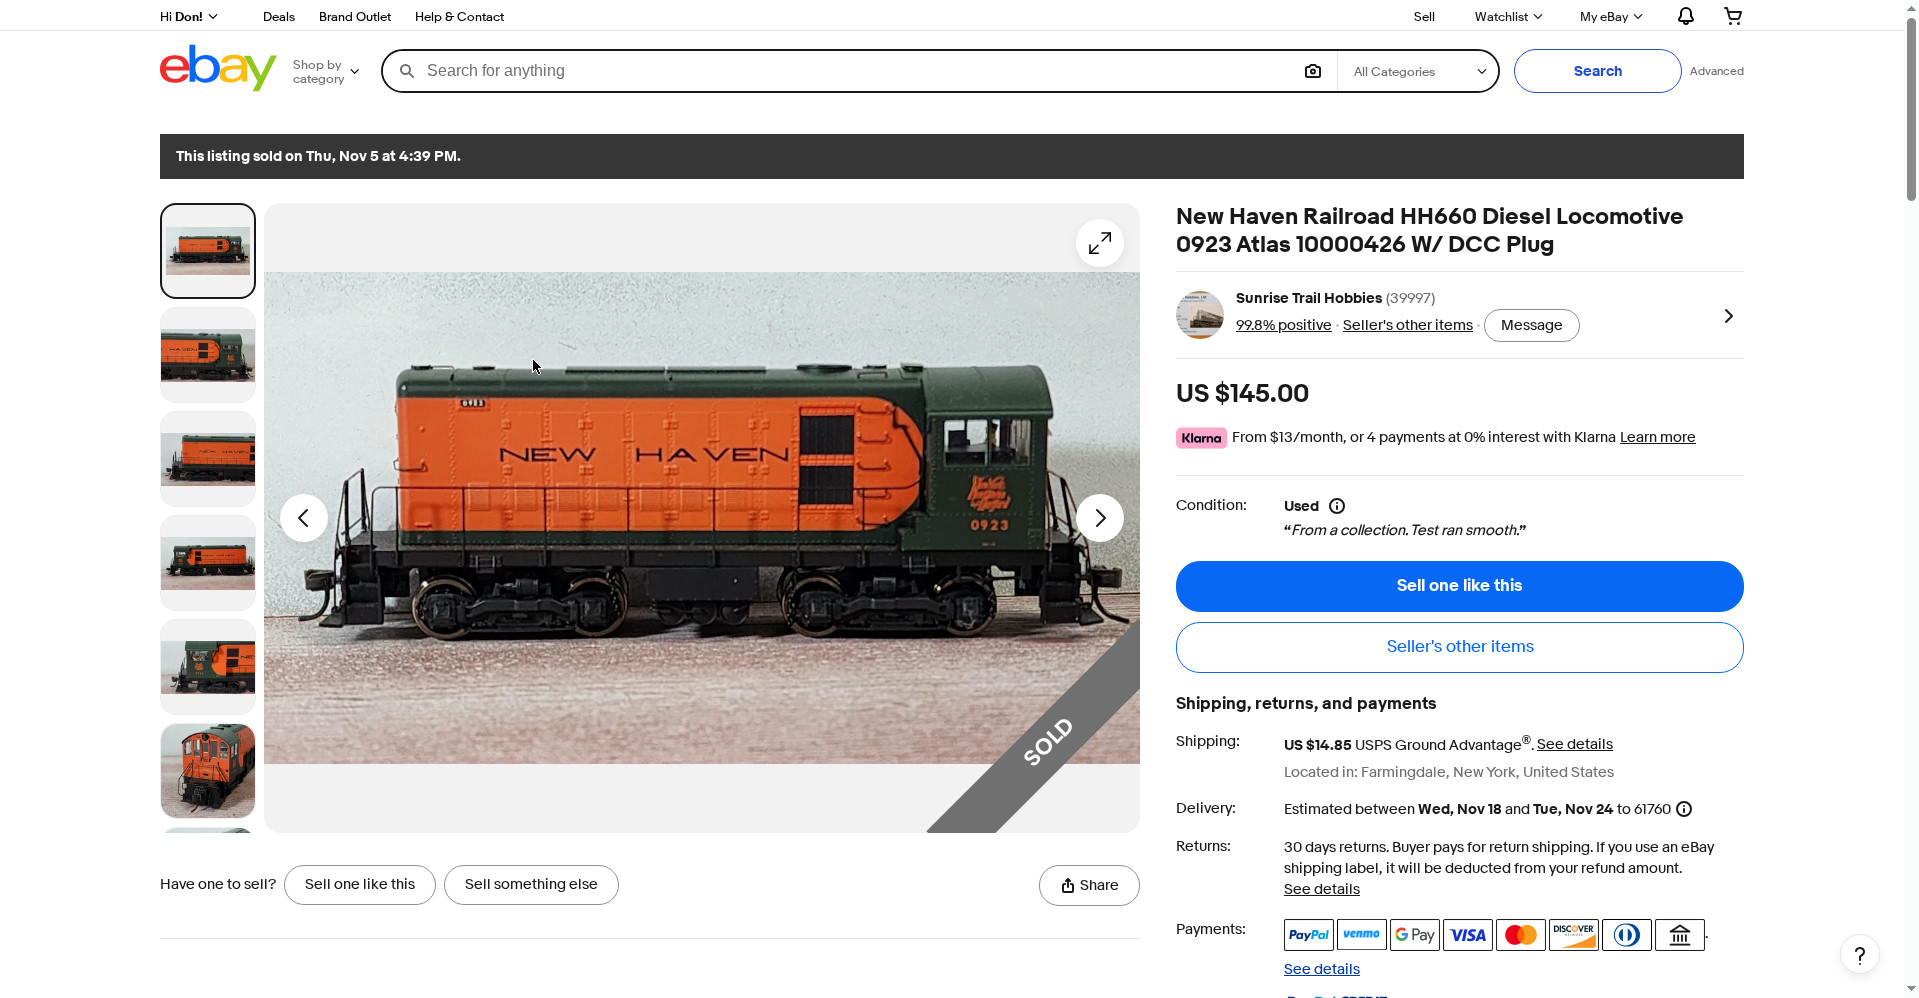 Hi Don!
Deals
Brand Outlet
Help & Contact
Sell
Watchlist
My eBay
ebay
Shop by category
Search for anything
All Categories
Search
Advanced
This listing sold on Thu, Nov 5 at 4:39 PM.
0923
NEW HAVEN
0923
SOLD
Have one to sell?
Sell one like this
Sell something else
Share
New Haven Railroad HH660 Diesel Locomotive
0923 Atlas 10000426 W/ DCC Plug
Sunrise Trail Hobbies (39997)
99.8% positive · Seller's other items · Message
US $145.00
Klarna From $13/month, or 4 payments at 0% interest with Klarna Learn more
Condition: Used
“From a collection. Test ran smooth.”
Sell one like this
Seller's other items
Shipping, returns, and payments
Shipping: US $14.85 USPS Ground Advantage®. See details
Located in: Farmingdale, New York, United States
Delivery: Estimated between Wed, Nov 18 and Tue, Nov 24 to 61760
Returns: 30 days returns. Buyer pays for return shipping. If you use an eBay
shipping label, it will be deducted from your refund amount.
See details
Payments: PayPal venmo G Pay VISA DISCOVER
See details
?